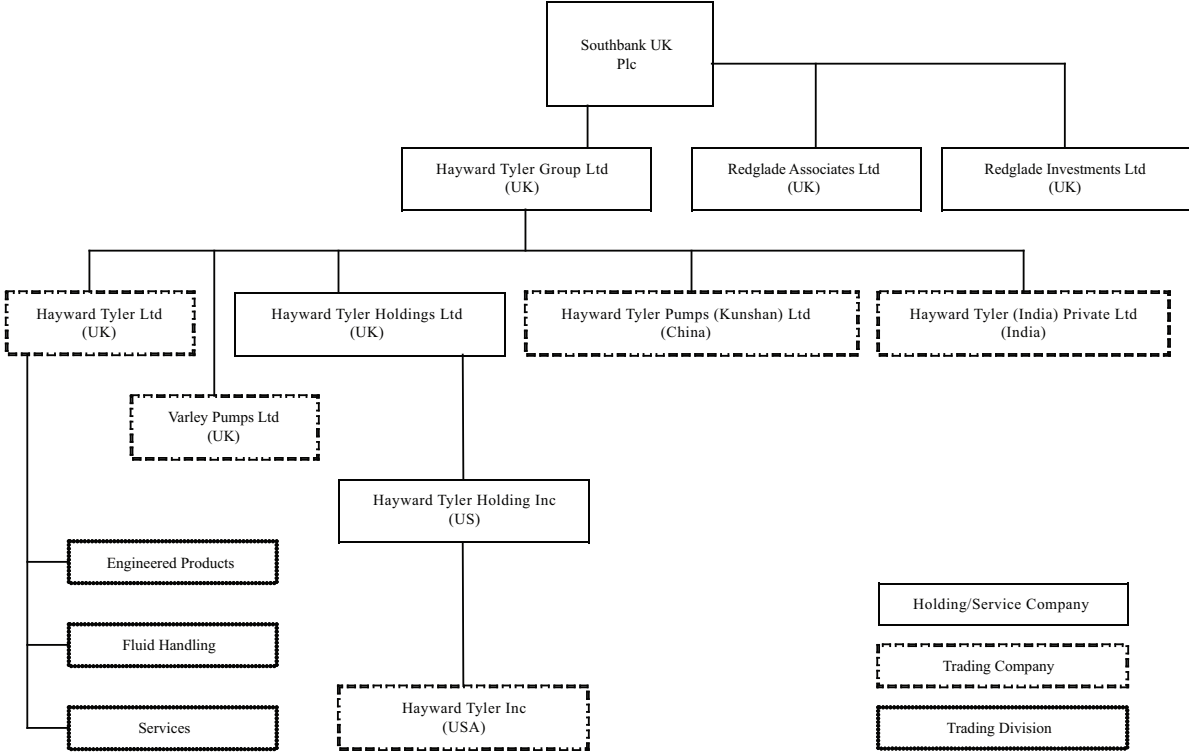 Southbank UK
Plc
Hayward Tyler Group Ltd
(UK)
Redglade Associates Ltd
(UK)
Redglade Investments Ltd
(UK)
Hayward Tyler Ltd
(UK)
Hayward Tyler Holdings Ltd
(UK)
Hayward Tyler Pumps (Kunshan) Ltd
(China)
Hayward Tyler (India) Private Ltd
(India)
Varley Pumps Ltd
(UK)
Hayward Tyler Holding Inc
(US)
Engineered Products
Fluid Handling
Services
Hayward Tyler Inc
(USA)
Holding/Service Company
Trading Company
Trading Division